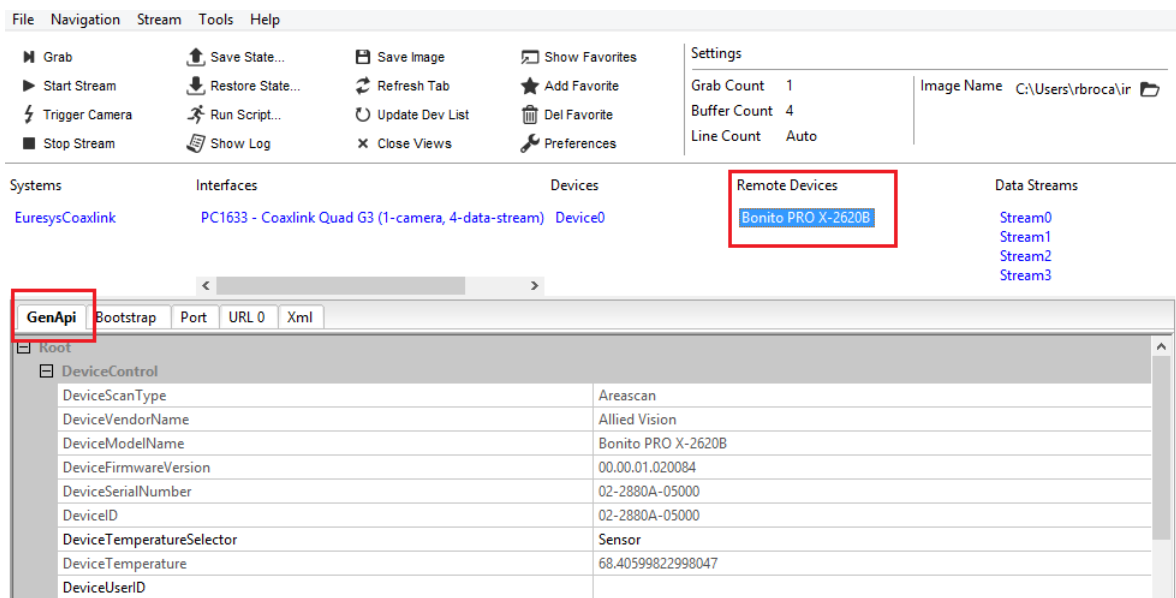 File Navigation Stream Tools Help
Grab Save State... Save Image Show Favorites Settings
Start Stream Restore State... Refresh Tab Add Favorite Grab Count 1 Image Name C:\Users\rbroca\ir
Trigger Camera Run Script... Update Dev List Del Favorite Buffer Count 4
Stop Stream Show Log Close Views Preferences Line Count Auto
Systems Interfaces Devices Remote Devices Data Streams
EuresysCoaxlink PC1633 - Coaxlink Quad G3 (1-camera, 4-data-stream) Device0 Bonito PRO X-2620B Stream0
Stream1
Stream2
Stream3
GenApi Bootstrap Port URL 0 Xml
Root
DeviceControl
DeviceScanType Areascan
DeviceVendorName Allied Vision
DeviceModelName Bonito PRO X-2620B
DeviceFirmwareVersion 00.00.01.020084
DeviceSerialNumber 02-2880A-05000
DeviceID 02-2880A-05000
DeviceTemperatureSelector Sensor
DeviceTemperature 68.40599822998047
DeviceUserID